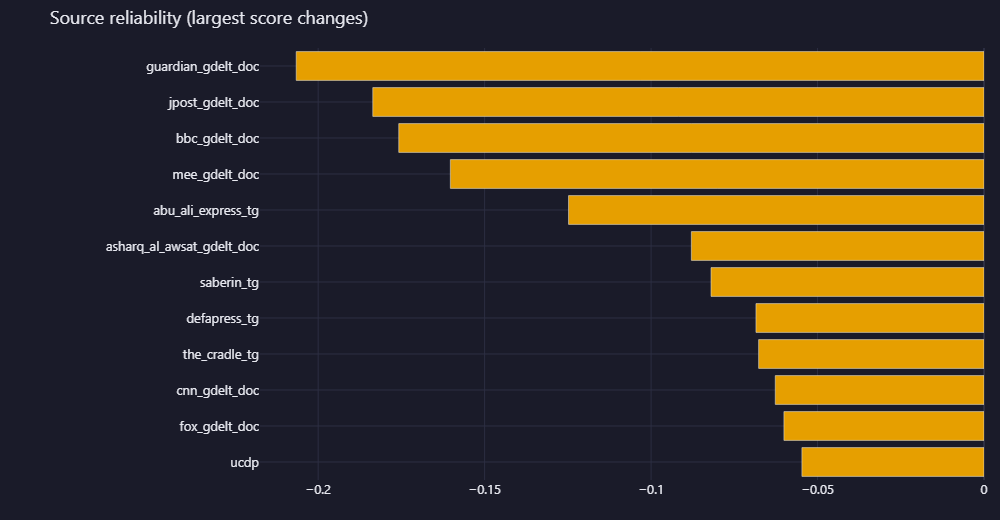 Source reliability (largest score changes)
guardian_gdelt_doc
jpost_gdelt_doc
bbc_gdelt_doc
mee_gdelt_doc
abu_ali_express_tg
asharq_al_awsat_gdelt_doc
saberin_tg
defapress_tg
the_cradle_tg
cnn_gdelt_doc
fox_gdelt_doc
ucdp
−0.2 −0.15 −0.1 −0.05 0